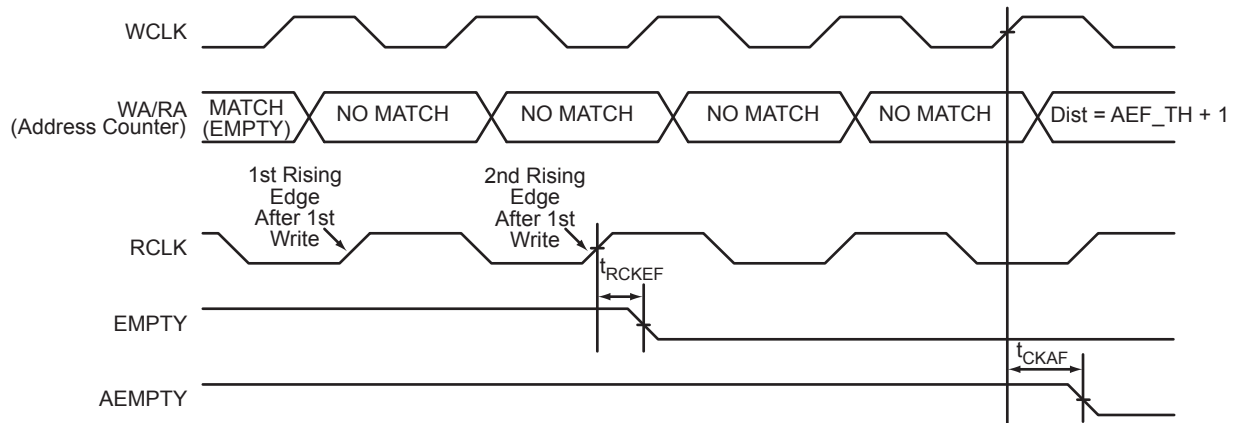 WCLK
WA/RA
(Address Counter)
MATCH
(EMPTY)
NO MATCH
NO MATCH
NO MATCH
NO MATCH
Dist = AEF_TH + 1
1st Rising
Edge
After 1st
Write
2nd Rising
Edge
After 1st
Write
RCLK
tRCKEF
EMPTY
tCKAF
AEMPTY